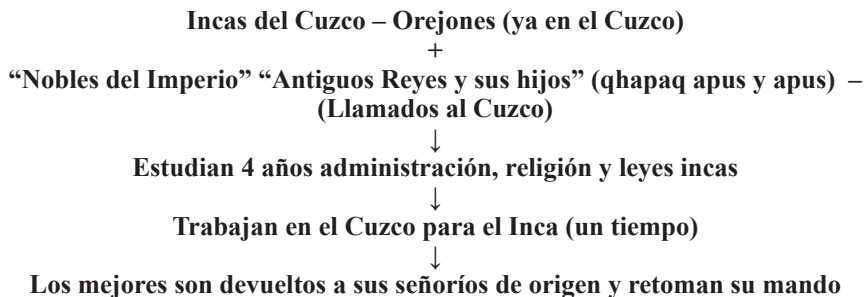 Incas del Cuzco – Orejones (ya en el Cuzco)
+
“Nobles del Imperio” “Antiguos Reyes y sus hijos” (qhapaq apus y apus) –
(Llamados al Cuzco)
↓
Estudian 4 años administración, religión y leyes incas
↓
Trabajan en el Cuzco para el Inca (un tiempo)
↓
Los mejores son devueltos a sus señoríos de origen y retoman su mando